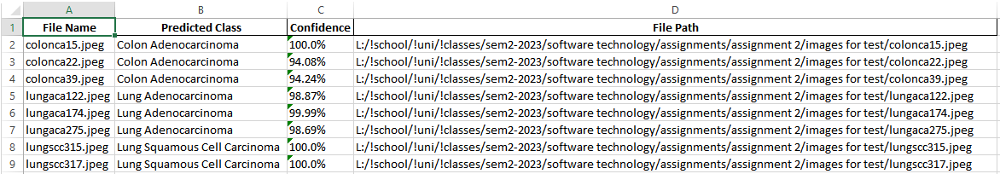 A B C D
1 File Name Predicted Class Confidence File Path
2 colonca15.jpeg Colon Adenocarcinoma 100.0% L:/!school/!uni/!classes/sem2-2023/software technology/assignments/assignment 2/images for test/colonca15.jpeg
3 colonca22.jpeg Colon Adenocarcinoma 94.08% L:/!school/!uni/!classes/sem2-2023/software technology/assignments/assignment 2/images for test/colonca22.jpeg
4 colonca39.jpeg Colon Adenocarcinoma 94.24% L:/!school/!uni/!classes/sem2-2023/software technology/assignments/assignment 2/images for test/colonca39.jpeg
5 lungaca122.jpeg Lung Adenocarcinoma 98.87% L:/!school/!uni/!classes/sem2-2023/software technology/assignments/assignment 2/images for test/lungaca122.jpeg
6 lungaca174.jpeg Lung Adenocarcinoma 99.99% L:/!school/!uni/!classes/sem2-2023/software technology/assignments/assignment 2/images for test/lungaca174.jpeg
7 lungaca275.jpeg Lung Adenocarcinoma 98.69% L:/!school/!uni/!classes/sem2-2023/software technology/assignments/assignment 2/images for test/lungaca275.jpeg
8 lungscc315.jpeg Lung Squamous Cell Carcinoma 100.0% L:/!school/!uni/!classes/sem2-2023/software technology/assignments/assignment 2/images for test/lungscc315.jpeg
9 lungscc317.jpeg Lung Squamous Cell Carcinoma 100.0% L:/!school/!uni/!classes/sem2-2023/software technology/assignments/assignment 2/images for test/lungscc317.jpeg